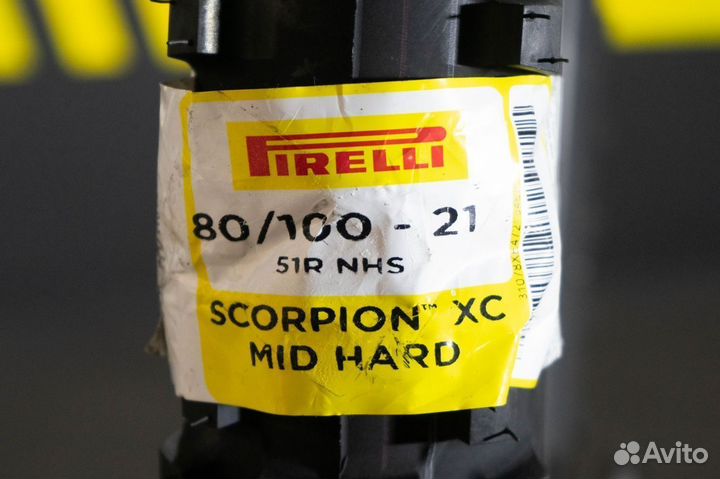 PIRELLI
80/100 - 21
51R NHS
SCORPION™ XC
MID HARD
Avito